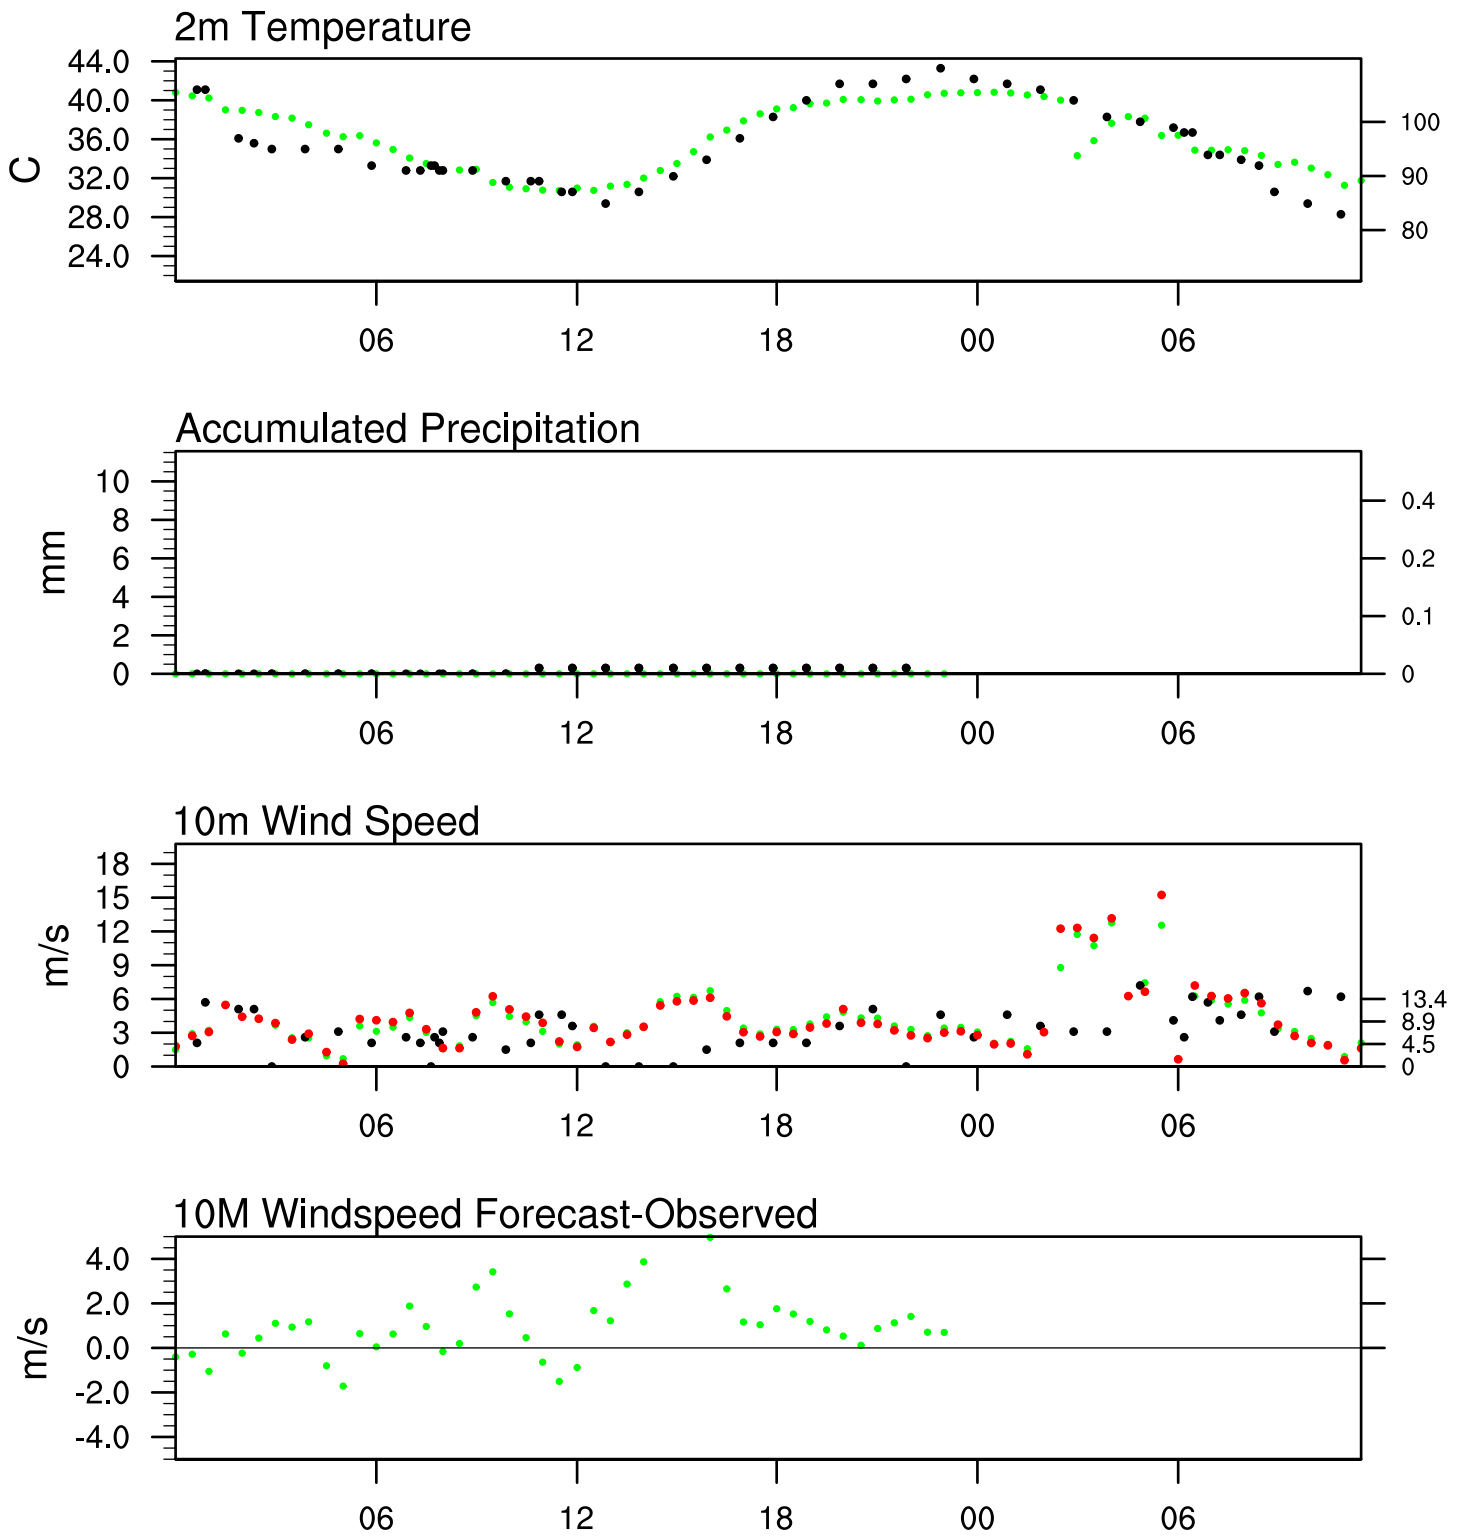 2m Temperature
44.0
40.0
36.0
32.0
28.0
24.0
C
100
90
80
06 12 18 00 06
Accumulated Precipitation
10
8
6
4
2
0
mm
0.4
0.2
0.1
0
06 12 18 00 06
10m Wind Speed
18
15
12
9
6
3
0
m/s
13.4
8.9
4.5
0
06 12 18 00 06
10M Windspeed Forecast-Observed
4.0
2.0
0.0
-2.0
-4.0
m/s
06 12 18 00 06